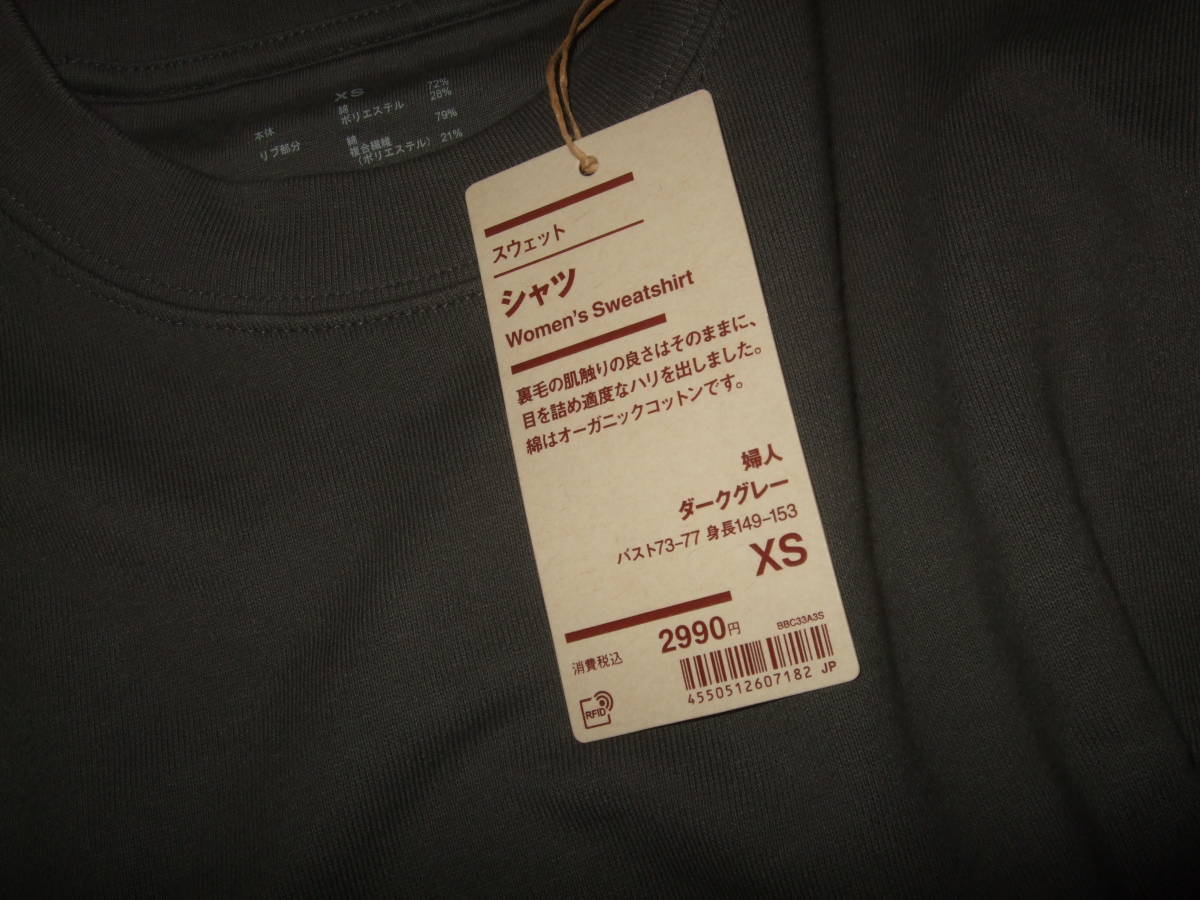 XS
本体 綿 72%
ポリエステル 28%
リブ部分 綿 79%
複合繊維
(ポリエステル) 21%
スウェット
シャツ
Women's Sweatshirt
裏毛の肌触りの良さはそのままに、
目を詰め適度なハリを出しました。
綿はオーガニックコットンです。
婦人
ダークグレー
バスト73-77 身長149-153
XS
消費税込 2990円
BBC33A3S
4550512607182 JP
RFID